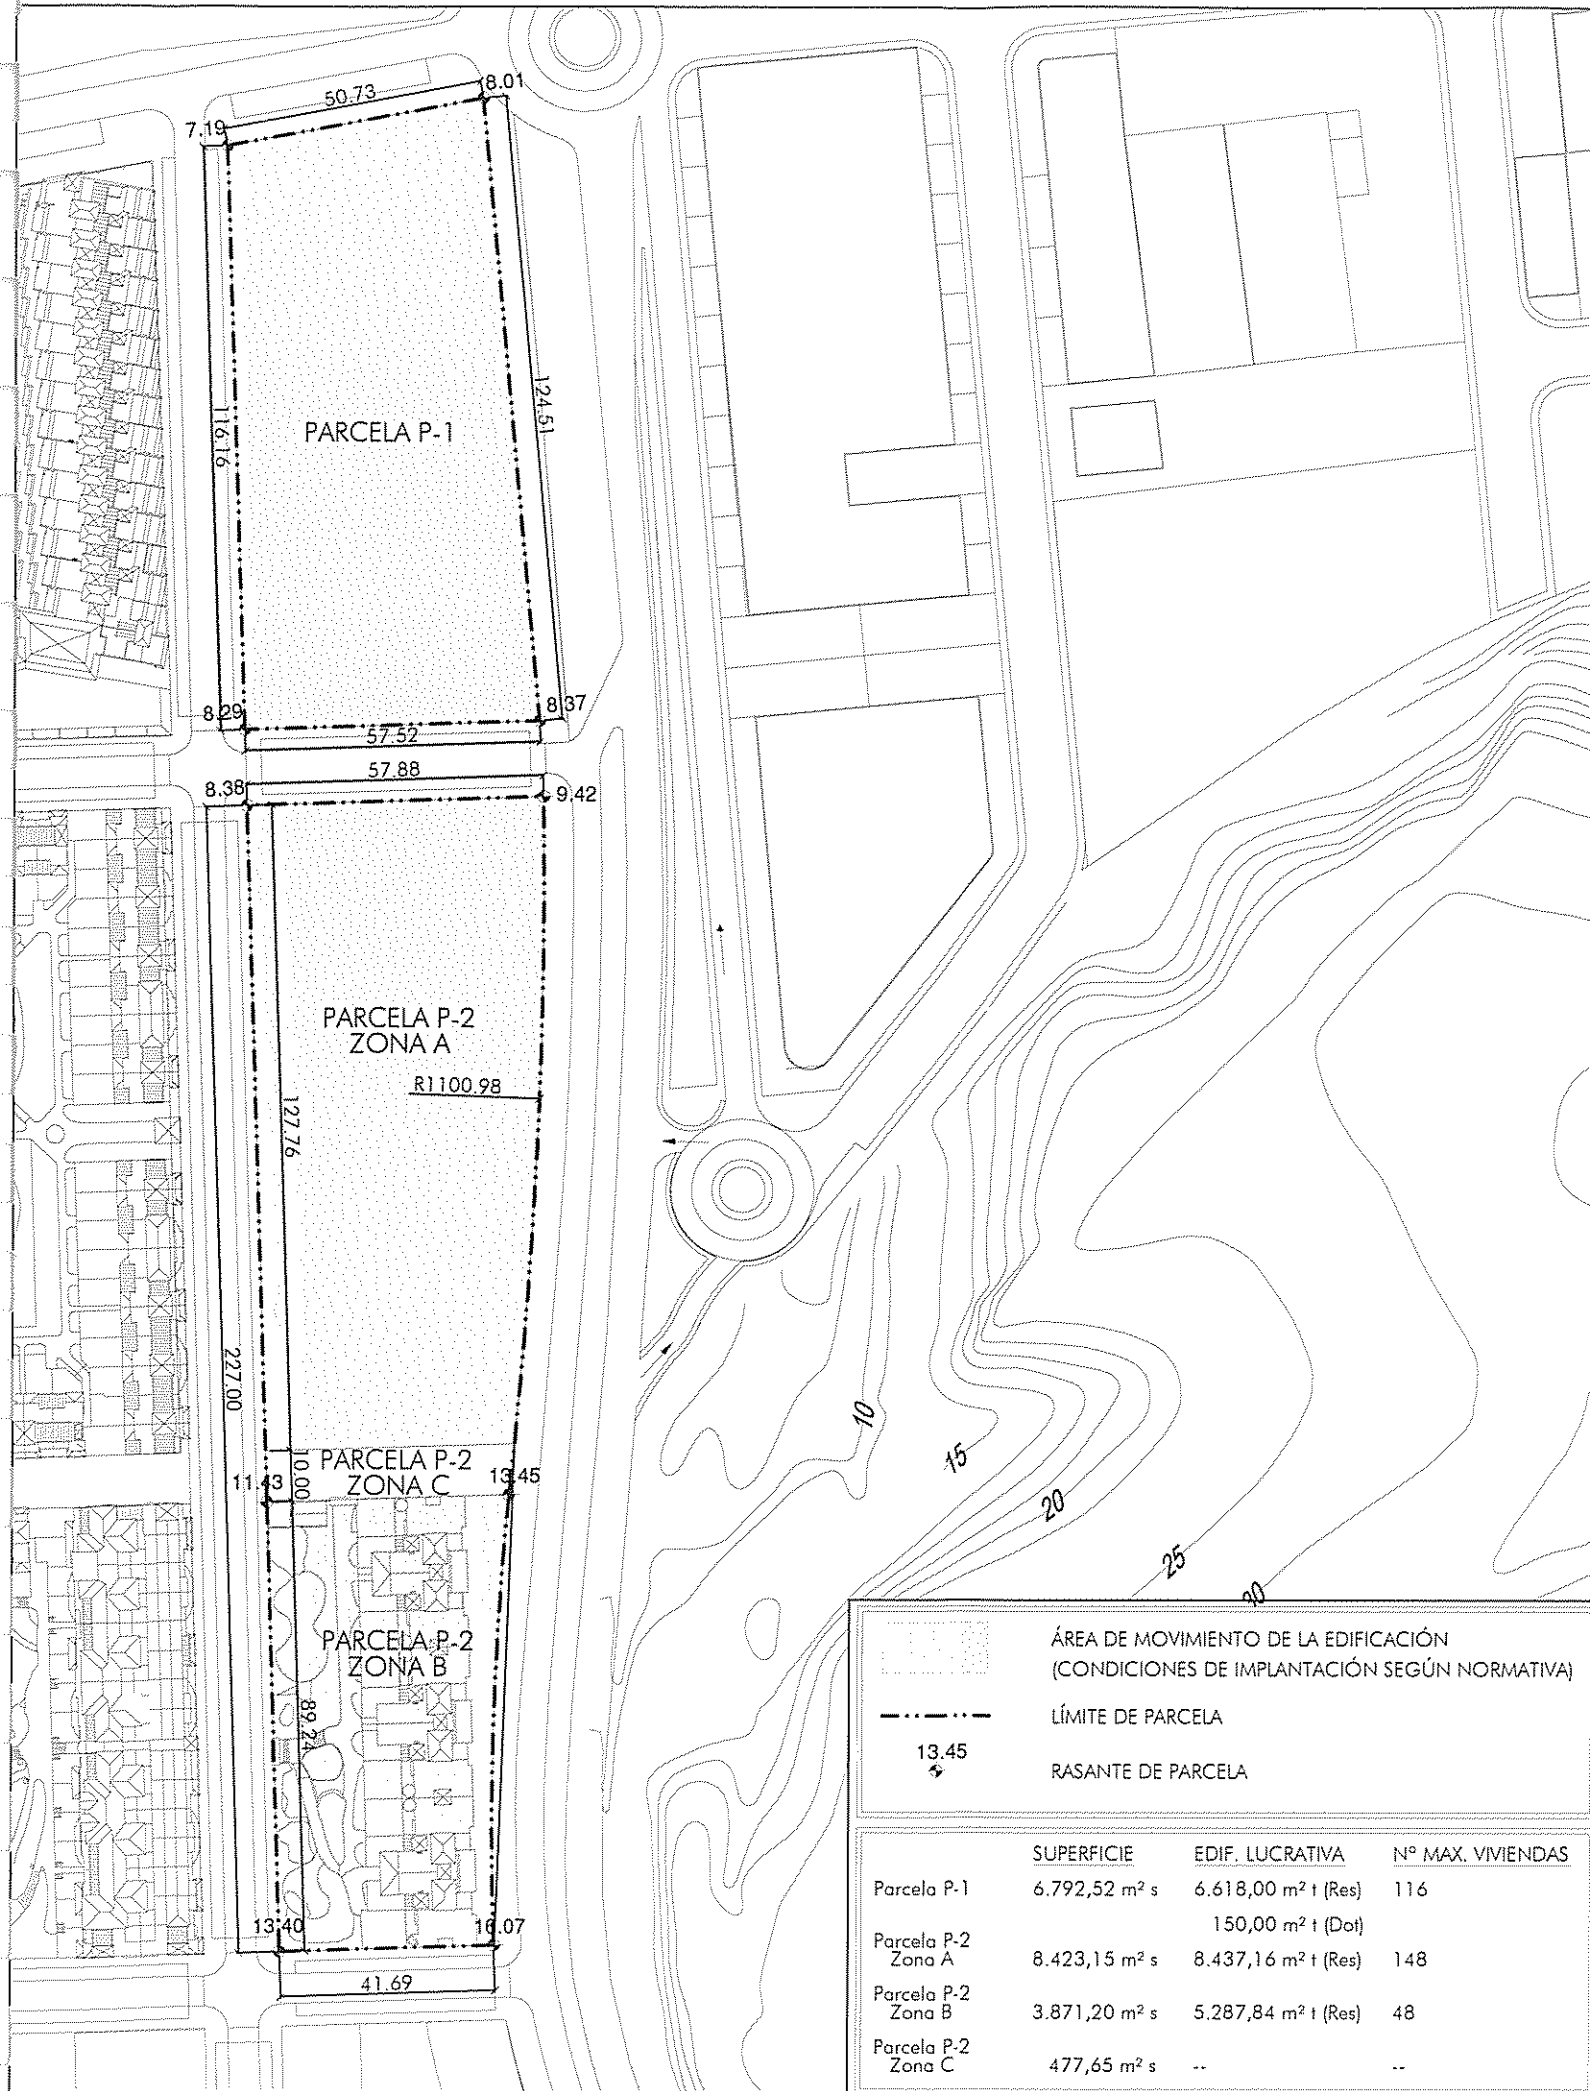 50.73
8.01
7.19
116.16
124.51
PARCELA P-1
8.29
8.37
57.52
57.88
8.38
9.42
PARCELA P-2
ZONA A
R1100.98
127.76
227.00
PARCELA P-2
ZONA C
10.00
11.43
13.45
PARCELA P-2
ZONA B
89.24
13.40
16.07
41.69
10
15
20
25
30
ÁREA DE MOVIMIENTO DE LA EDIFICACIÓN
(CONDICIONES DE IMPLANTACIÓN SEGÚN NORMATIVA)
LÍMITE DE PARCELA
13.45
RASANTE DE PARCELA
SUPERFICIE EDIF. LUCRATIVA Nº MAX. VIVIENDAS
Parcela P-1 6.792,52 m² s 6.618,00 m² t (Res) 116
150,00 m² t (Dot)
Parcela P-2
Zona A 8.423,15 m² s 8.437,16 m² t (Res) 148
Parcela P-2
Zona B 3.871,20 m² s 5.287,84 m² t (Res) 48
Parcela P-2
Zona C 477,65 m² s -- --